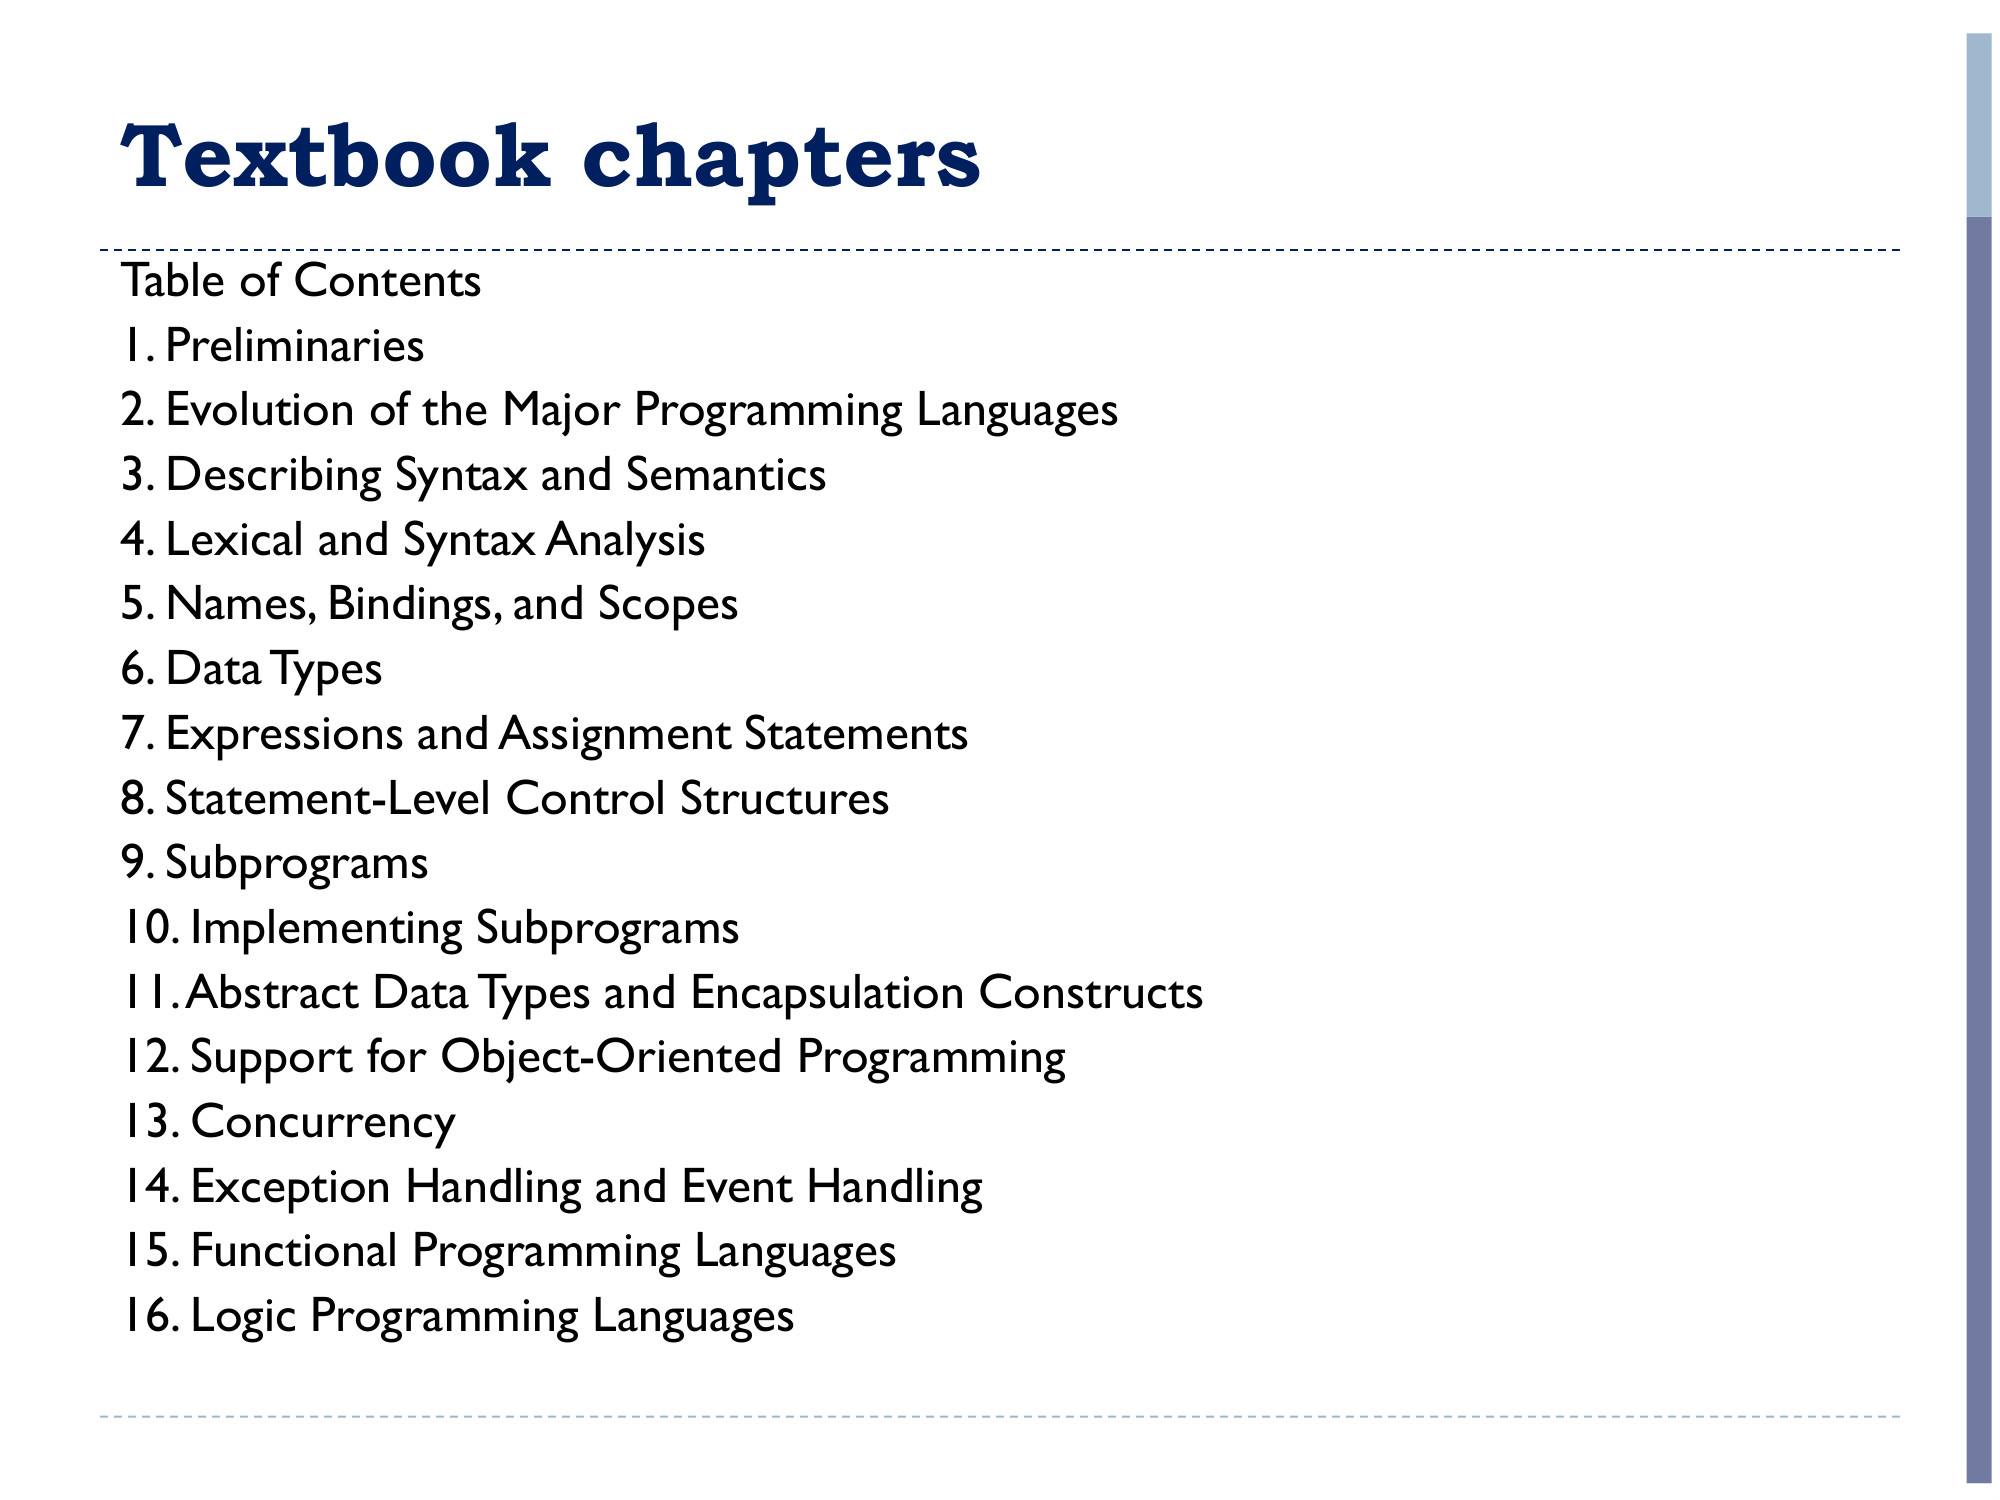 Textbook chapters
Table of Contents
1. Preliminaries
2. Evolution of the Major Programming Languages
3. Describing Syntax and Semantics
4. Lexical and Syntax Analysis
5. Names, Bindings, and Scopes
6. Data Types
7. Expressions and Assignment Statements
8. Statement-Level Control Structures
9. Subprograms
10. Implementing Subprograms
11. Abstract Data Types and Encapsulation Constructs
12. Support for Object-Oriented Programming
13. Concurrency
14. Exception Handling and Event Handling
15. Functional Programming Languages
16. Logic Programming Languages